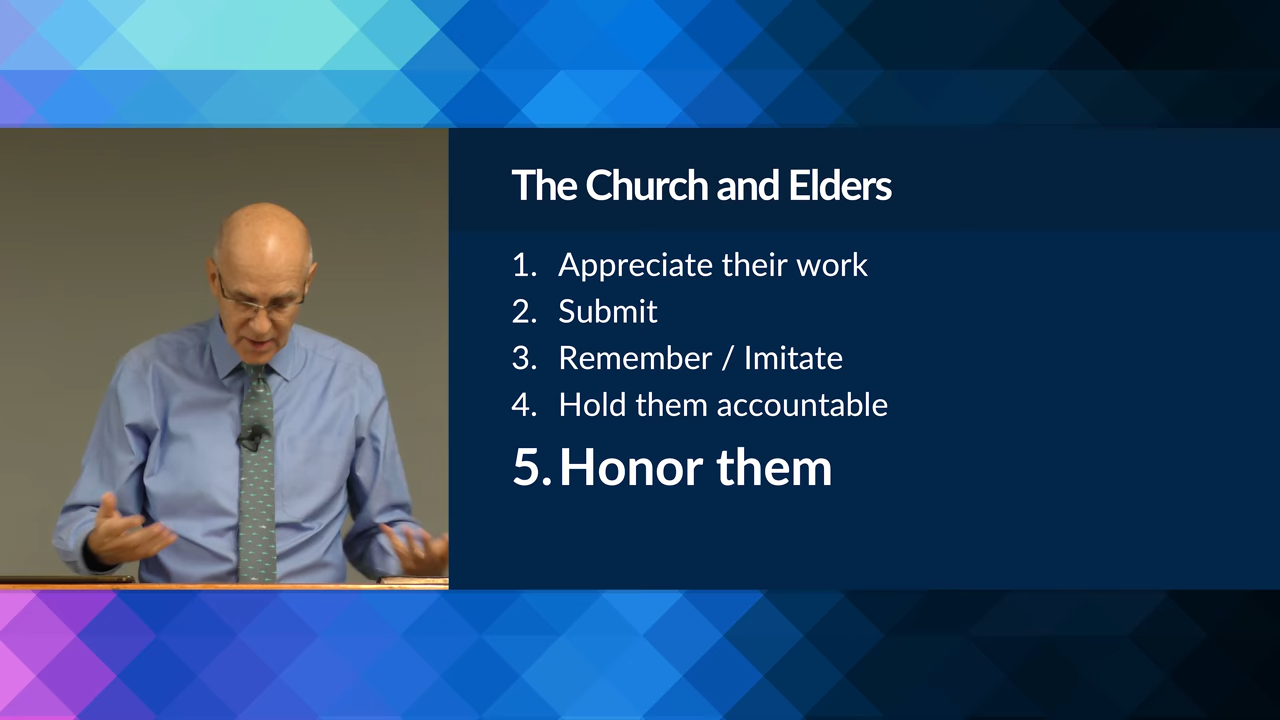 The Church and Elders
1. Appreciate their work
2. Submit
3. Remember / Imitate
4. Hold them accountable
5. Honor them